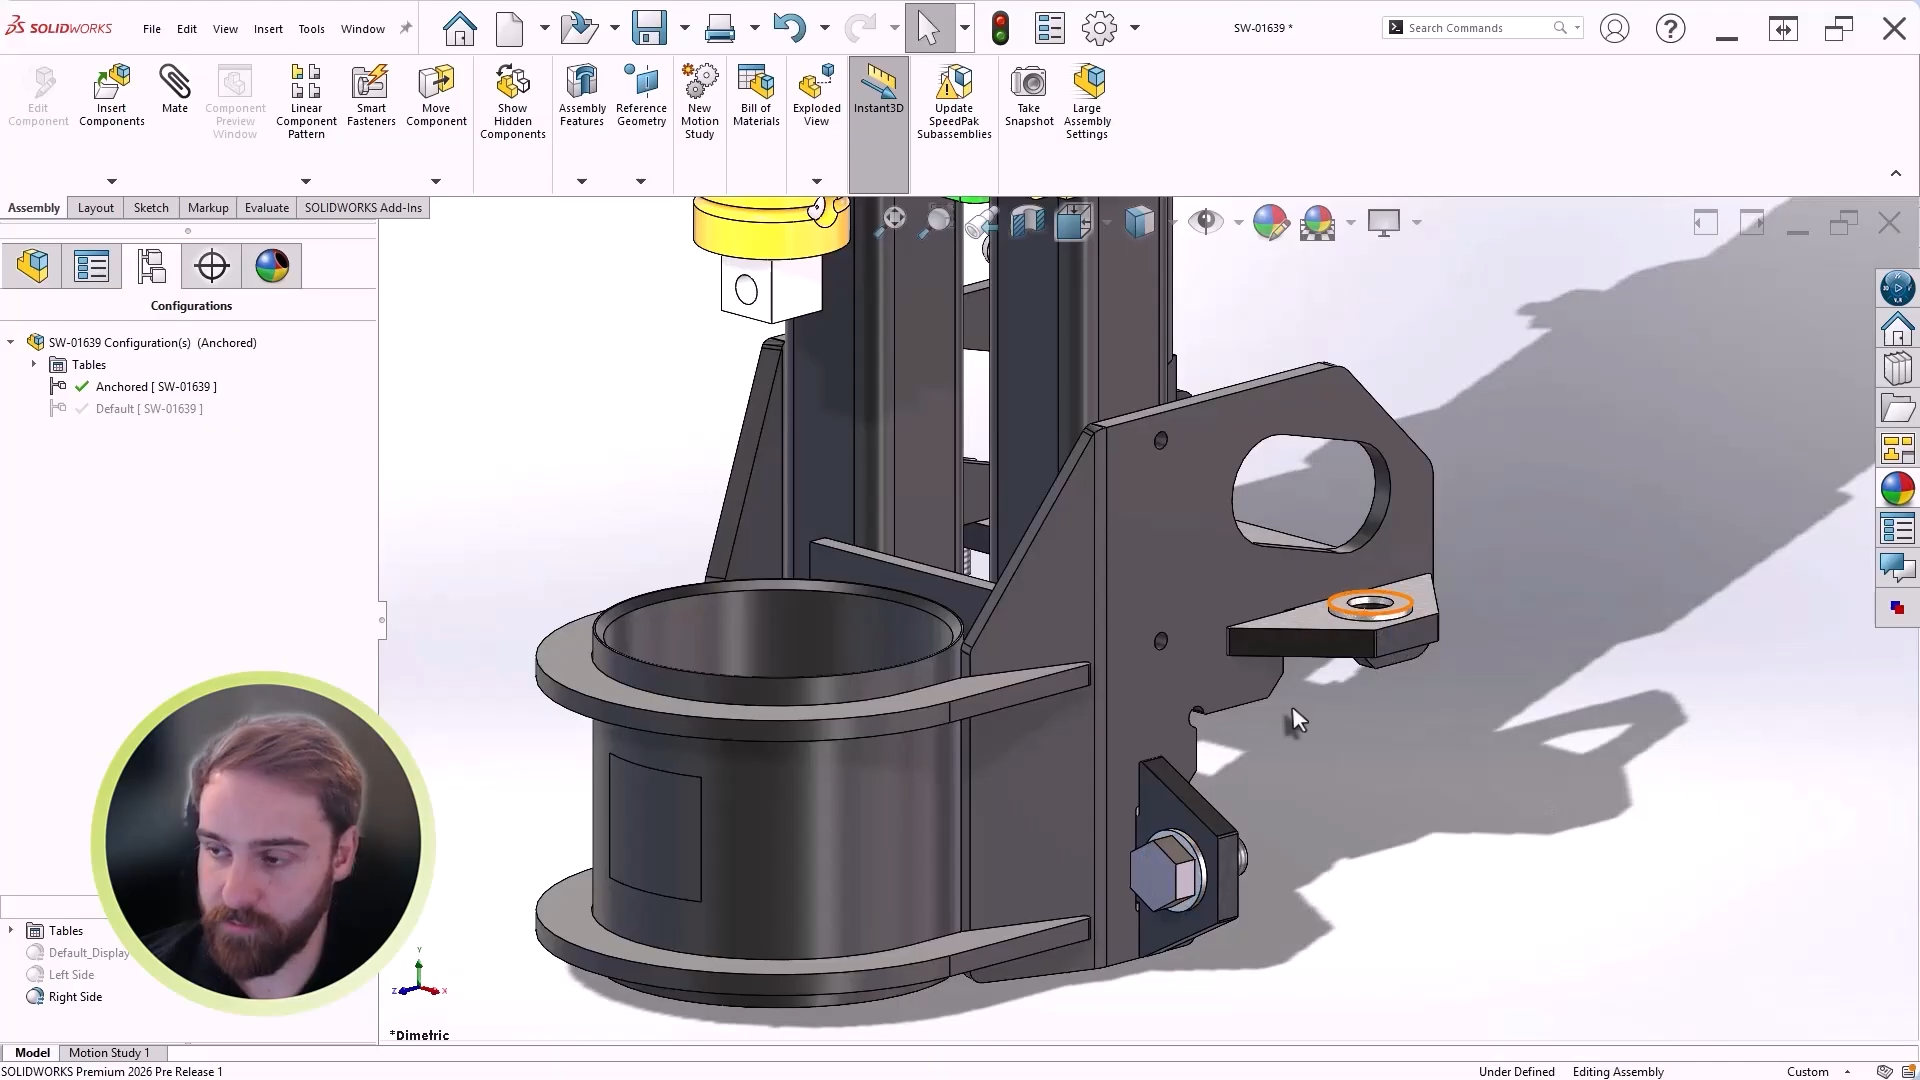 SOLIDWORKS File Edit View Insert Tools Window SW-01639 * Search Commands
Edit Component
Insert Components
Mate
Component Preview Window
Linear Component Pattern
Smart Fasteners
Move Component
Show Hidden Components
Assembly Features
Reference Geometry
New Motion Study
Bill of Materials
Exploded View
Instant3D
Update SpeedPak Subassemblies
Take Snapshot
Large Assembly Settings
Assembly Layout Sketch Markup Evaluate SOLIDWORKS Add-Ins
Configurations
SW-01639 Configuration(s) (Anchored)
Tables
Anchored [ SW-01639 ]
Default [ SW-01639 ]
Tables
Default_Display
Left Side
Right Side
Y
Z X
*Dimetric
Model Motion Study 1
SOLIDWORKS Premium 2026 Pre Release 1 Under Defined Editing Assembly Custom